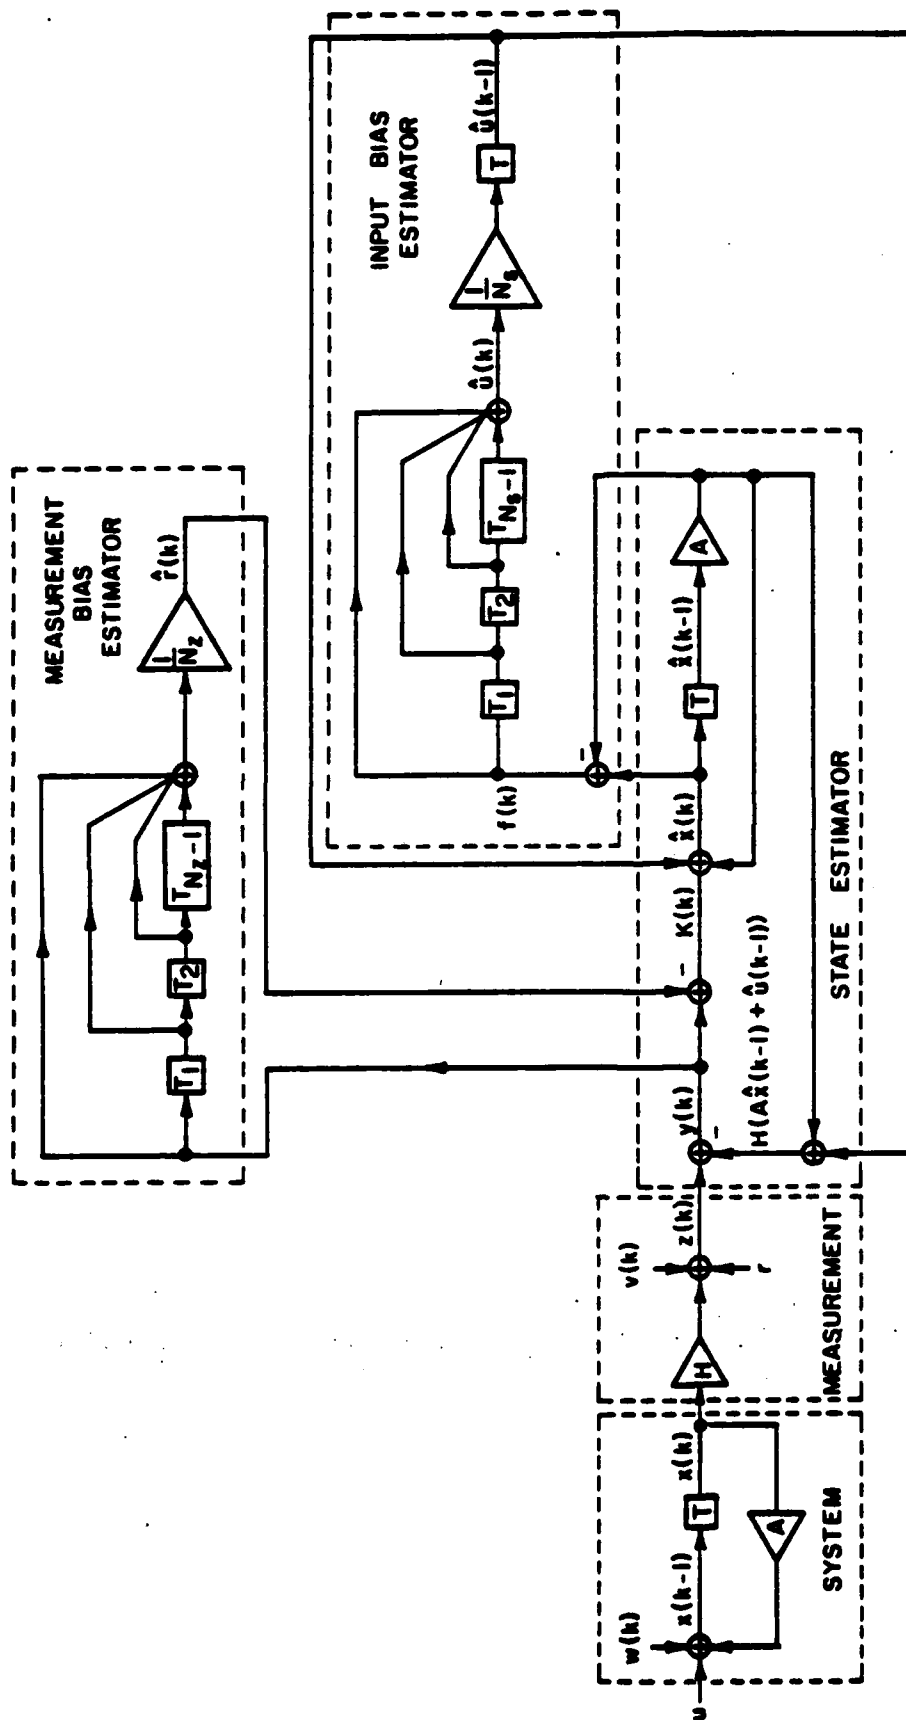 MEASUREMENT
BIAS
ESTIMATOR
T1
T2
TNz-1
1/Nz
r̂(k)
INPUT BIAS
ESTIMATOR
f(k)
T1
T2
TNs-1
û(k)
1/Ns
T
û(k-1)
SYSTEM
u
w(k)
x(k-1)
T
x(k)
A
MEASUREMENT
H
v(k)
r
z(k)
STATE ESTIMATOR
y(k)
-
H(Ax̂(k-1) + û(k-1))
-
K(k)
x̂(k)
-
T
x̂(k-1)
A